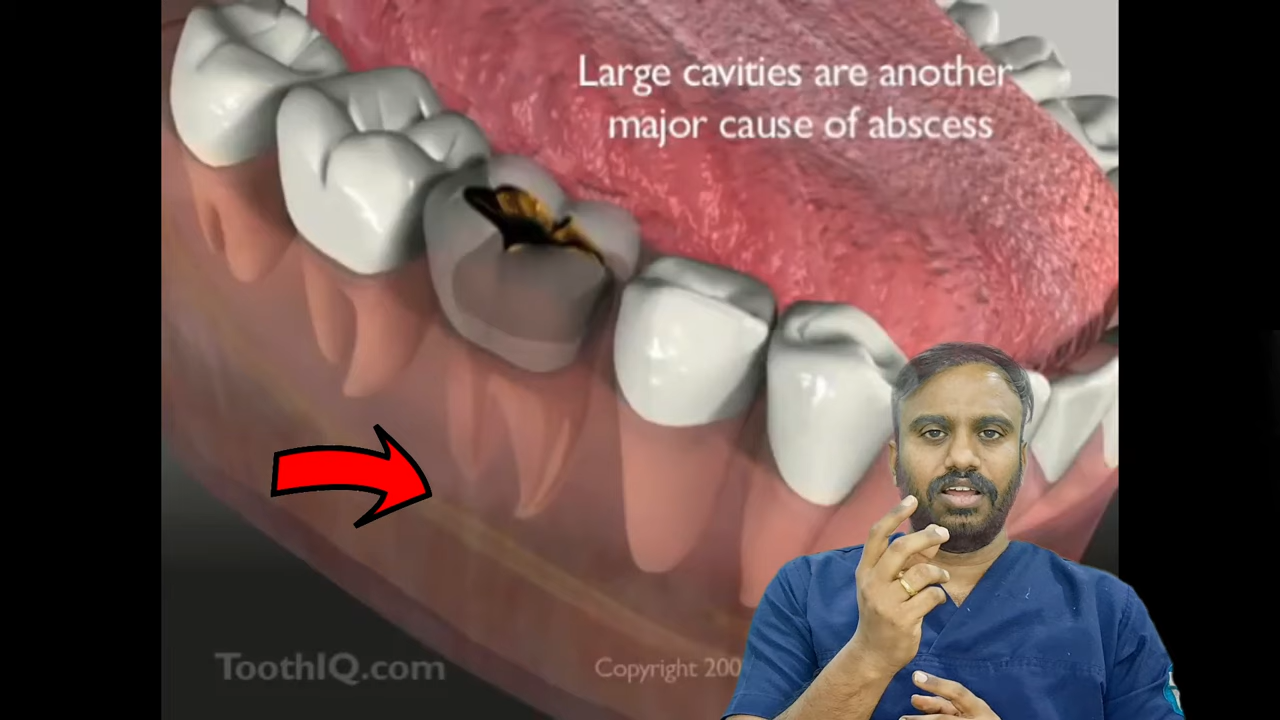 Large cavities are another
major cause of abscess
ToothIQ.com
Copyright 200